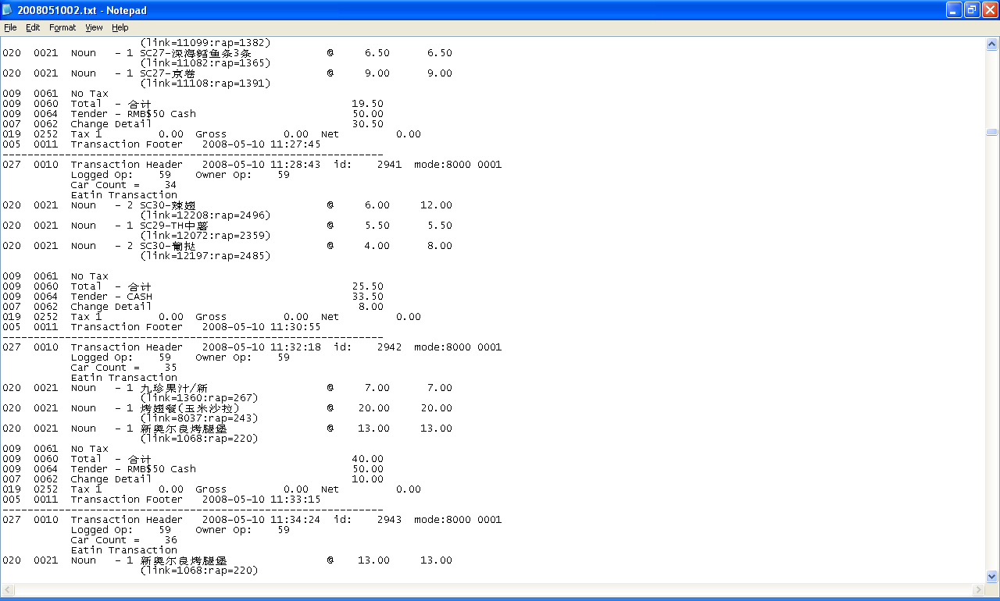 2008051002.txt - Notepad
File Edit Format View Help
(link=11099:rap=1382)
020 0021 Noun - 1 SC27-深海鳕鱼条3条 @ 6.50 6.50
(link=11082:rap=1365)
020 0021 Noun - 1 SC27-京卷 @ 9.00 9.00
(link=11108:rap=1391)
009 0061 No Tax
009 0060 Total - 合计 19.50
009 0064 Tender - RMB$50 Cash 50.00
007 0062 Change Detail 30.50
019 0252 Tax 1 0.00 Gross 0.00 Net 0.00
005 0011 Transaction Footer 2008-05-10 11:27:45
-------------------------------------------------------------
027 0010 Transaction Header 2008-05-10 11:28:43 id: 2941 mode:8000 0001
Logged Op: 59 Owner Op: 59
Car Count = 34
Eatin Transaction
020 0021 Noun - 2 SC30-辣翅 @ 6.00 12.00
(link=12208:rap=2496)
020 0021 Noun - 1 SC29-TH中薯 @ 5.50 5.50
(link=12072:rap=2359)
020 0021 Noun - 2 SC30-葡挞 @ 4.00 8.00
(link=12197:rap=2485)
009 0061 No Tax
009 0060 Total - 合计 25.50
009 0064 Tender - CASH 33.50
007 0062 Change Detail 8.00
019 0252 Tax 1 0.00 Gross 0.00 Net 0.00
005 0011 Transaction Footer 2008-05-10 11:30:55
-------------------------------------------------------------
027 0010 Transaction Header 2008-05-10 11:32:18 id: 2942 mode:8000 0001
Logged Op: 59 Owner Op: 59
Car Count = 35
Eatin Transaction
020 0021 Noun - 1 九珍果汁/新 @ 7.00 7.00
(link=1360:rap=267)
020 0021 Noun - 1 烤翅餐(玉米沙拉) @ 20.00 20.00
(link=8037:rap=243)
020 0021 Noun - 1 新奥尔良烤腿堡 @ 13.00 13.00
(link=1068:rap=220)
009 0061 No Tax
009 0060 Total - 合计 40.00
009 0064 Tender - RMB$50 Cash 50.00
007 0062 Change Detail 10.00
019 0252 Tax 1 0.00 Gross 0.00 Net 0.00
005 0011 Transaction Footer 2008-05-10 11:33:15
-------------------------------------------------------------
027 0010 Transaction Header 2008-05-10 11:34:24 id: 2943 mode:8000 0001
Logged Op: 59 Owner Op: 59
Car Count = 36
Eatin Transaction
020 0021 Noun - 1 新奥尔良烤腿堡 @ 13.00 13.00
(link=1068:rap=220)